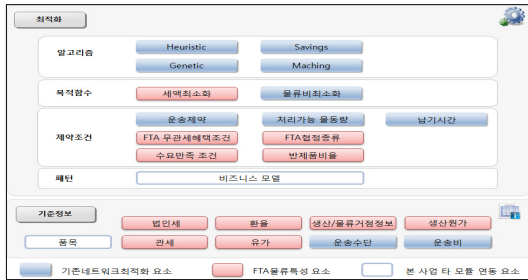 최적화
알고리즘
Heuristic
Savings
Genetic
Maching
목적함수
세액최소화
물류비최소화
제약조건
운송제약
처리가능 물동량
납기시간
FTA 무관세혜택조건
FTA협정종류
수요만족 조건
반제품비율
패턴
비즈니스 모델
기준정보
법인세
환율
생산/물류거점정보
생산원가
품목
관세
유가
운송수단
운송비
기존네트워크최적화 요소
FTA물류특성 요소
본 사업 타 모듈 연동 요소